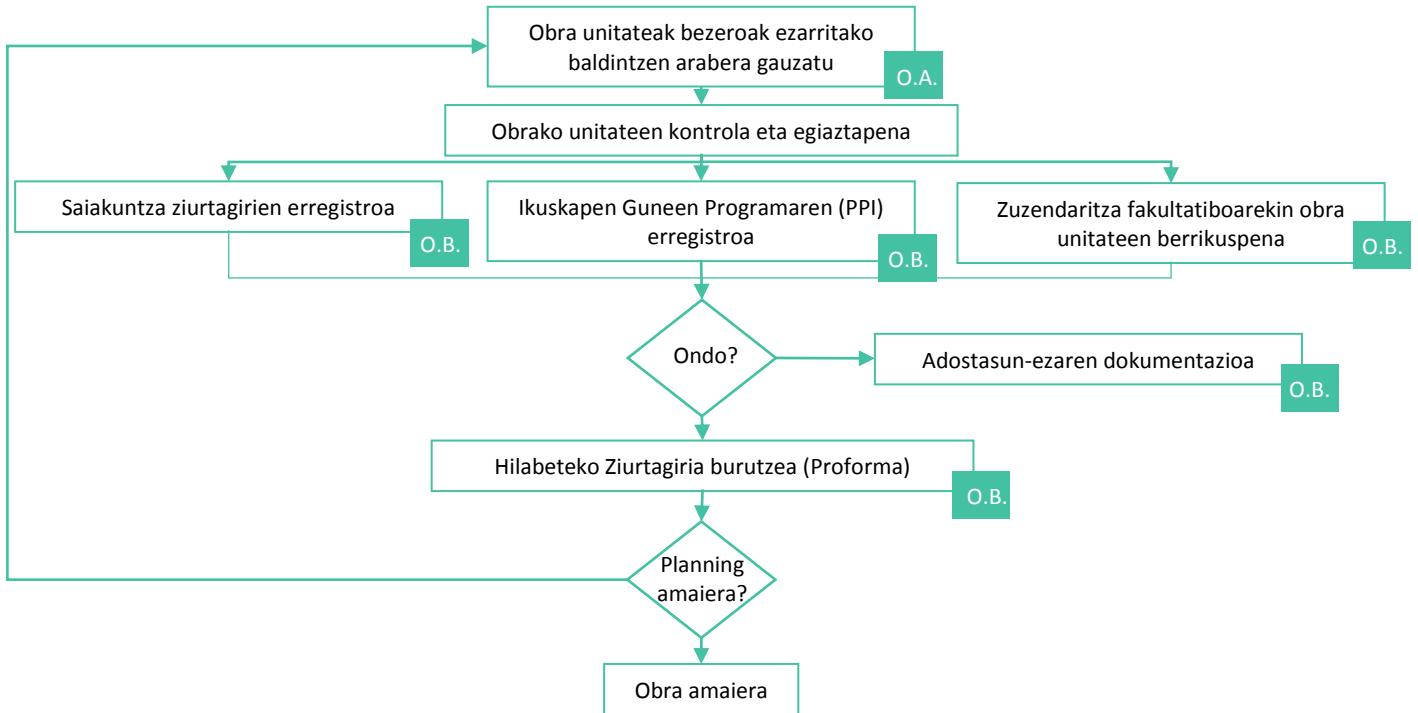 Obra unitateak bezeroak ezarritako
baldintzen arabera gauzatu
O.A.
Obrako unitateen kontrola eta egiaztapena
Saiakuntza ziurtagirien erregistroa
O.B.
Ikuskapen Guneen Programaren (PPI)
erregistroa
O.B.
Zuzendaritza fakultatiboarekin obra
unitateen berrikuspena
O.B.
Ondo?
Adostasun-ezaren dokumentazioa
O.B.
Hilabeteko Ziurtagiria burutzea (Proforma)
O.B.
Planning
amaiera?
Obra amaiera